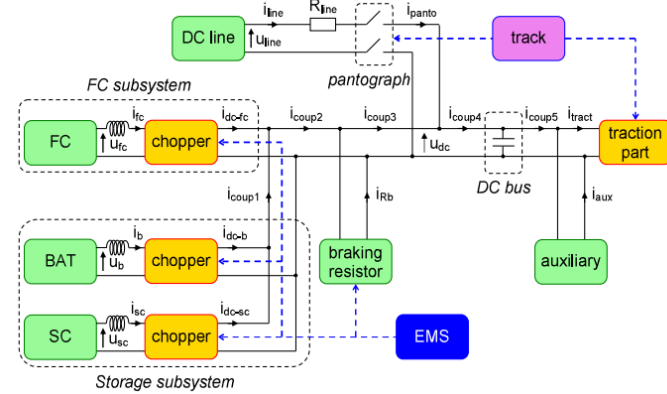 i_line
R_line
i_panto
DC line
u_line
track
pantograph
FC subsystem
i_fc
i_dc-fc
i_coup2
i_coup3
i_coup4
i_coup5
i_tract
FC
u_fc
chopper
u_dc
traction
part
DC bus
i_coup1
i_Rb
i_aux
BAT
i_b
u_b
chopper
i_dc-b
braking
resistor
auxiliary
SC
i_sc
u_sc
chopper
i_dc-sc
EMS
Storage subsystem